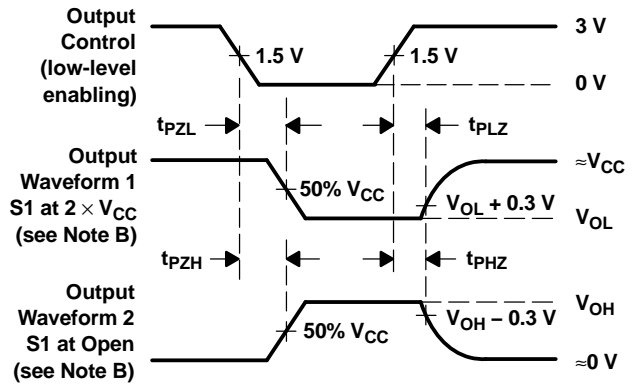 Output
Control
(low-level
enabling)
1.5 V
1.5 V
3 V
0 V
tPZL
tPLZ
Output
Waveform 1
S1 at 2 × VCC
(see Note B)
50% VCC
VOL + 0.3 V
≈VCC
VOL
tPZH
tPHZ
Output
Waveform 2
S1 at Open
(see Note B)
50% VCC
VOH − 0.3 V
VOH
≈0 V